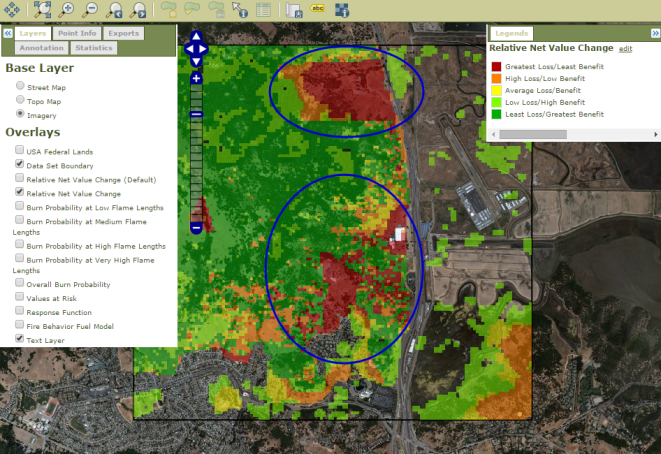 abc
Layers Point Info Exports
Annotation Statistics
Base Layer
Street Map
Topo Map
Imagery
Overlays
USA Federal Lands
Data Set Boundary
Relative Net Value Change (Default)
Relative Net Value Change
Burn Probability at Low Flame Lengths
Burn Probability at Medium Flame
Lengths
Burn Probability at High Flame Lengths
Burn Probability at Very High Flame
Lengths
Overall Burn Probability
Values at Risk
Response Function
Fire Behavior Fuel Model
Text Layer
Legends
Relative Net Value Change edit
Greatest Loss/Least Benefit
High Loss/Low Benefit
Average Loss/Benefit
Low Loss/High Benefit
Least Loss/Greatest Benefit